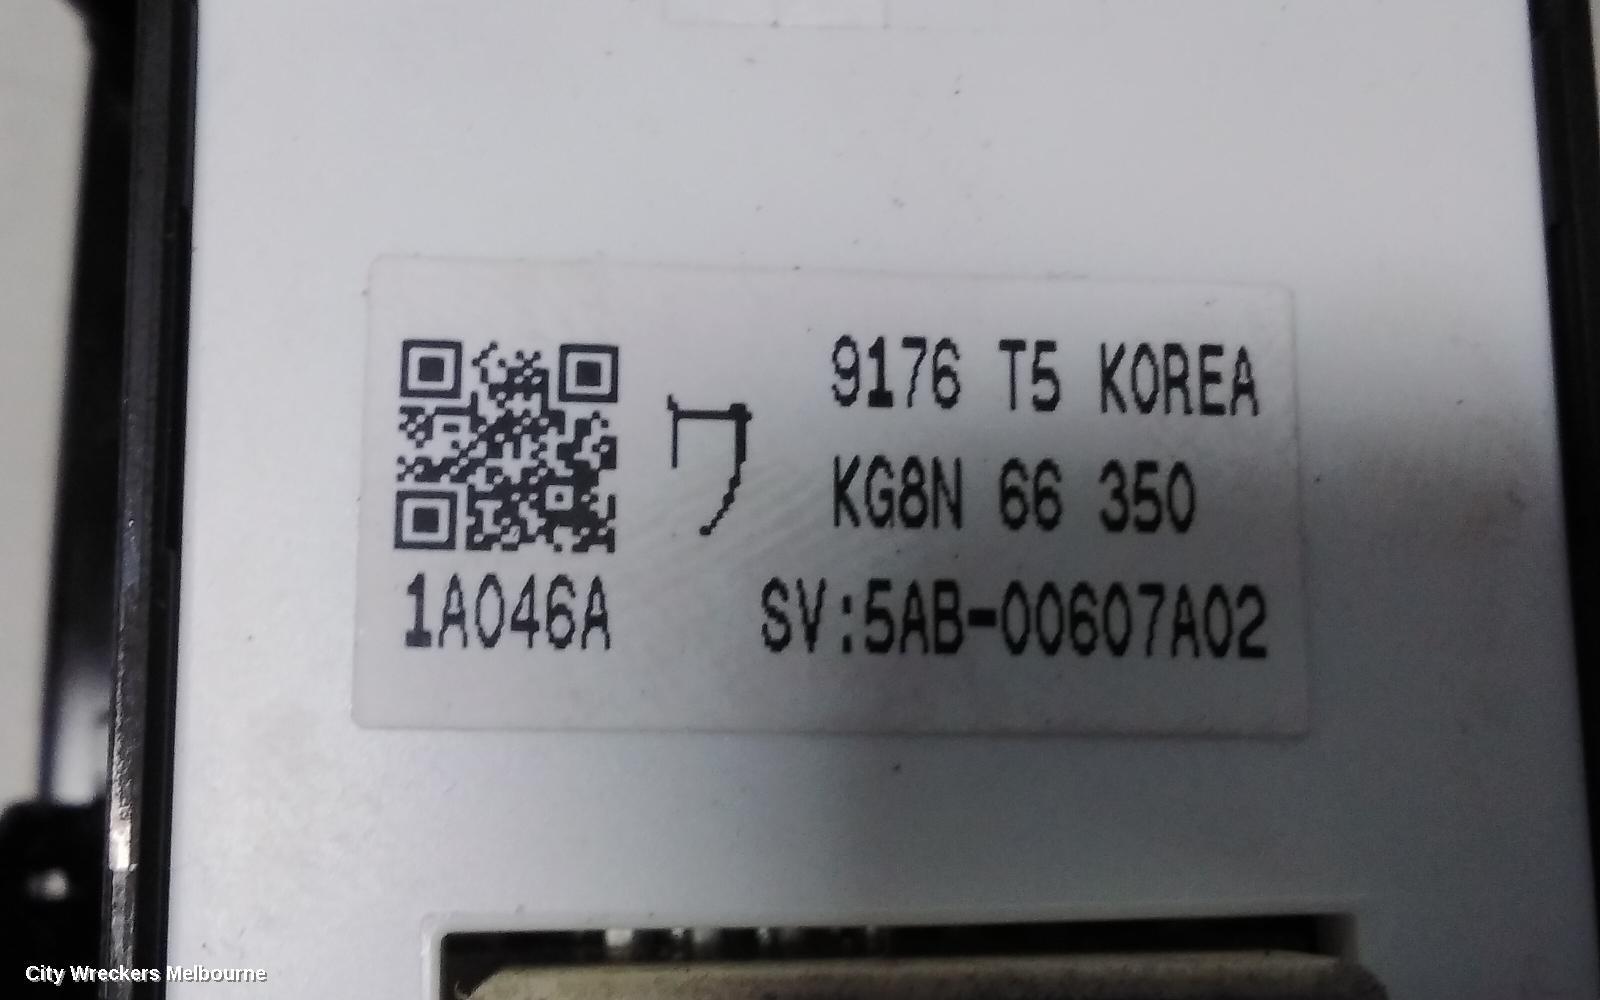 ワ
9176 T5 KOREA
KG8N 66 350
1A046A SV:5AB-00607A02
City Wreckers Melbourne